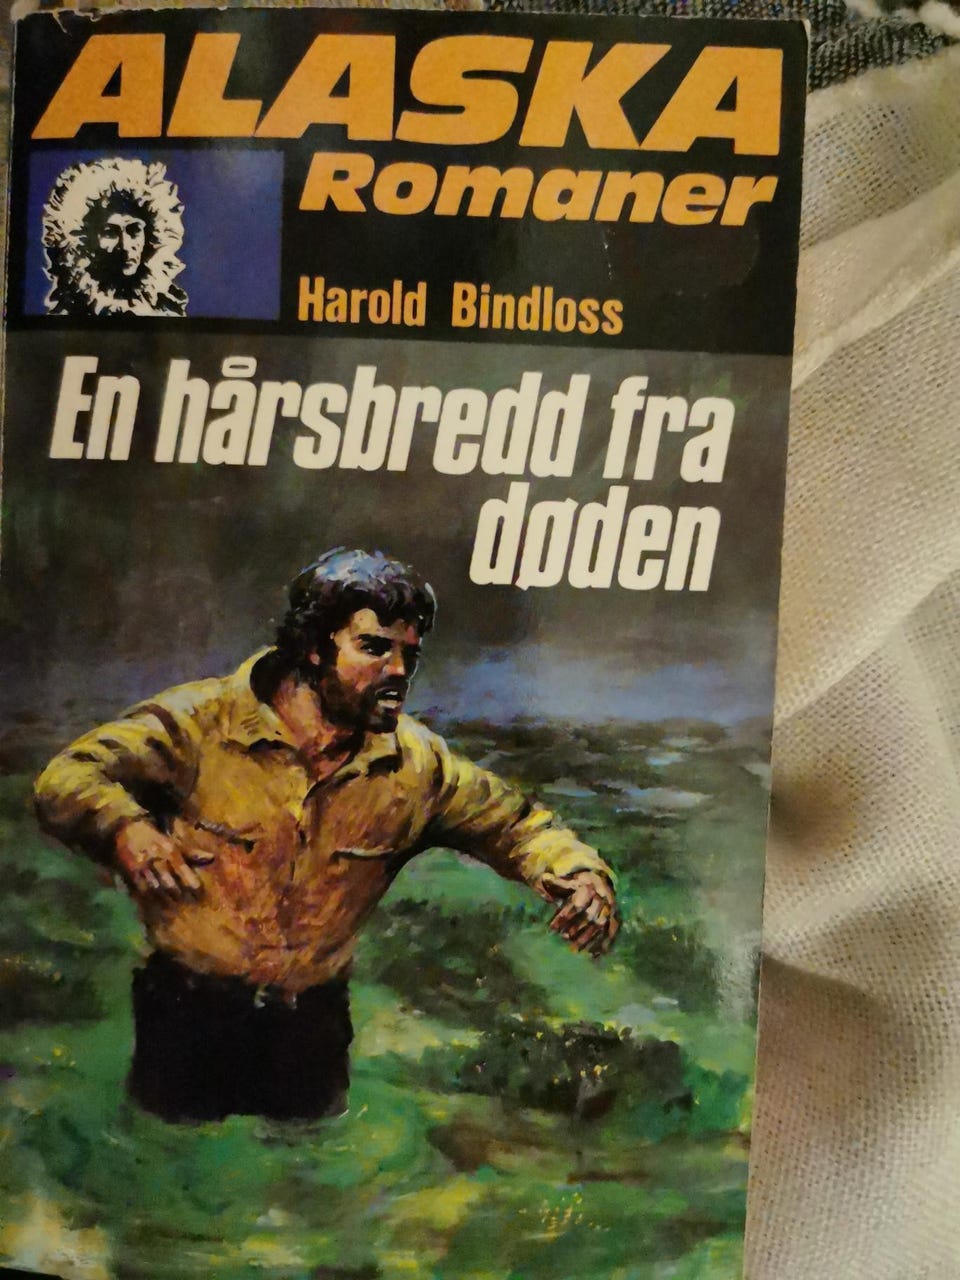 ALASKA
Romaner
Harold Bindloss
En hårsbredd fra
døden